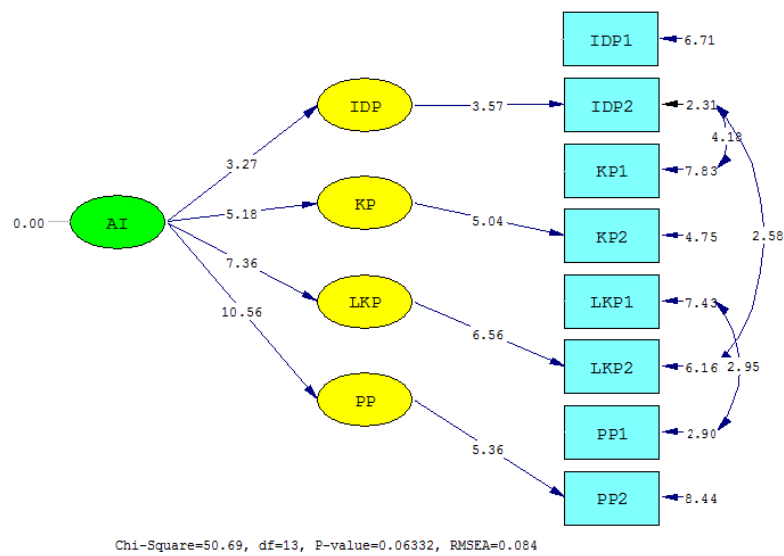 IDP1
6.71
IDP
3.57
IDP2
2.31
4.18
3.27
KP1
7.83
AI
0.00
5.18
KP
5.04
KP2
4.75
2.58
7.36
LKP
LKP1
7.43
10.56
6.56
LKP2
6.16
2.95
PP
PP1
2.90
5.36
PP2
8.44
Chi-Square=50.69, df=13, P-value=0.06332, RMSEA=0.084